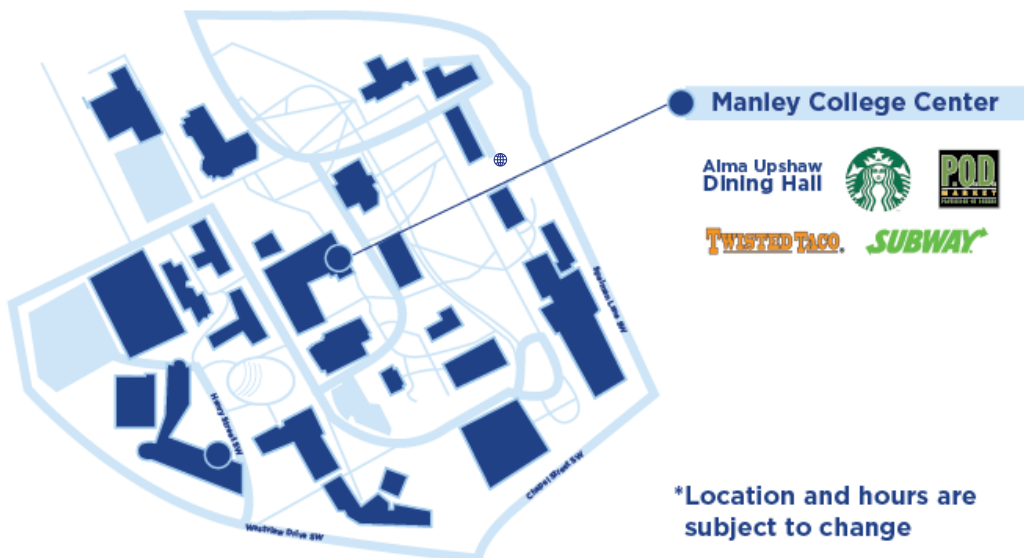 Manley College Center
Alma Upshaw
Dining Hall
P.O.D.
MARKET
TWISTED TACO.
SUBWAY
Spelman Lane SW
Henry Street SW
Chapel Street SW
Westview Drive SW
*Location and hours are
subject to change